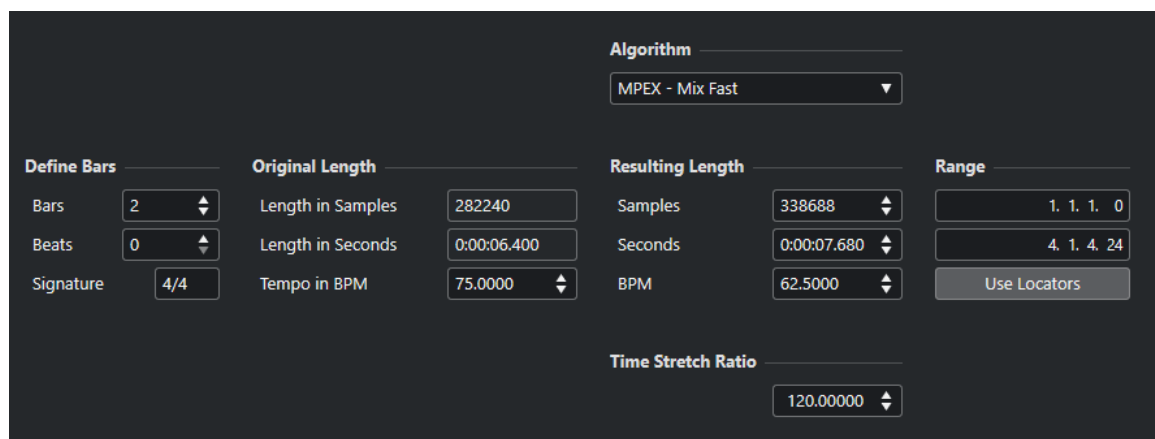 Algorithm
MPEX - Mix Fast
Define Bars
Original Length
Resulting Length
Range
Bars 2
Length in Samples 282240
Samples 338688
1. 1. 1. 0
Beats 0
Length in Seconds 0:00:06.400
Seconds 0:00:07.680
4. 1. 4. 24
Signature 4/4
Tempo in BPM 75.0000
BPM 62.5000
Use Locators
Time Stretch Ratio
120.00000